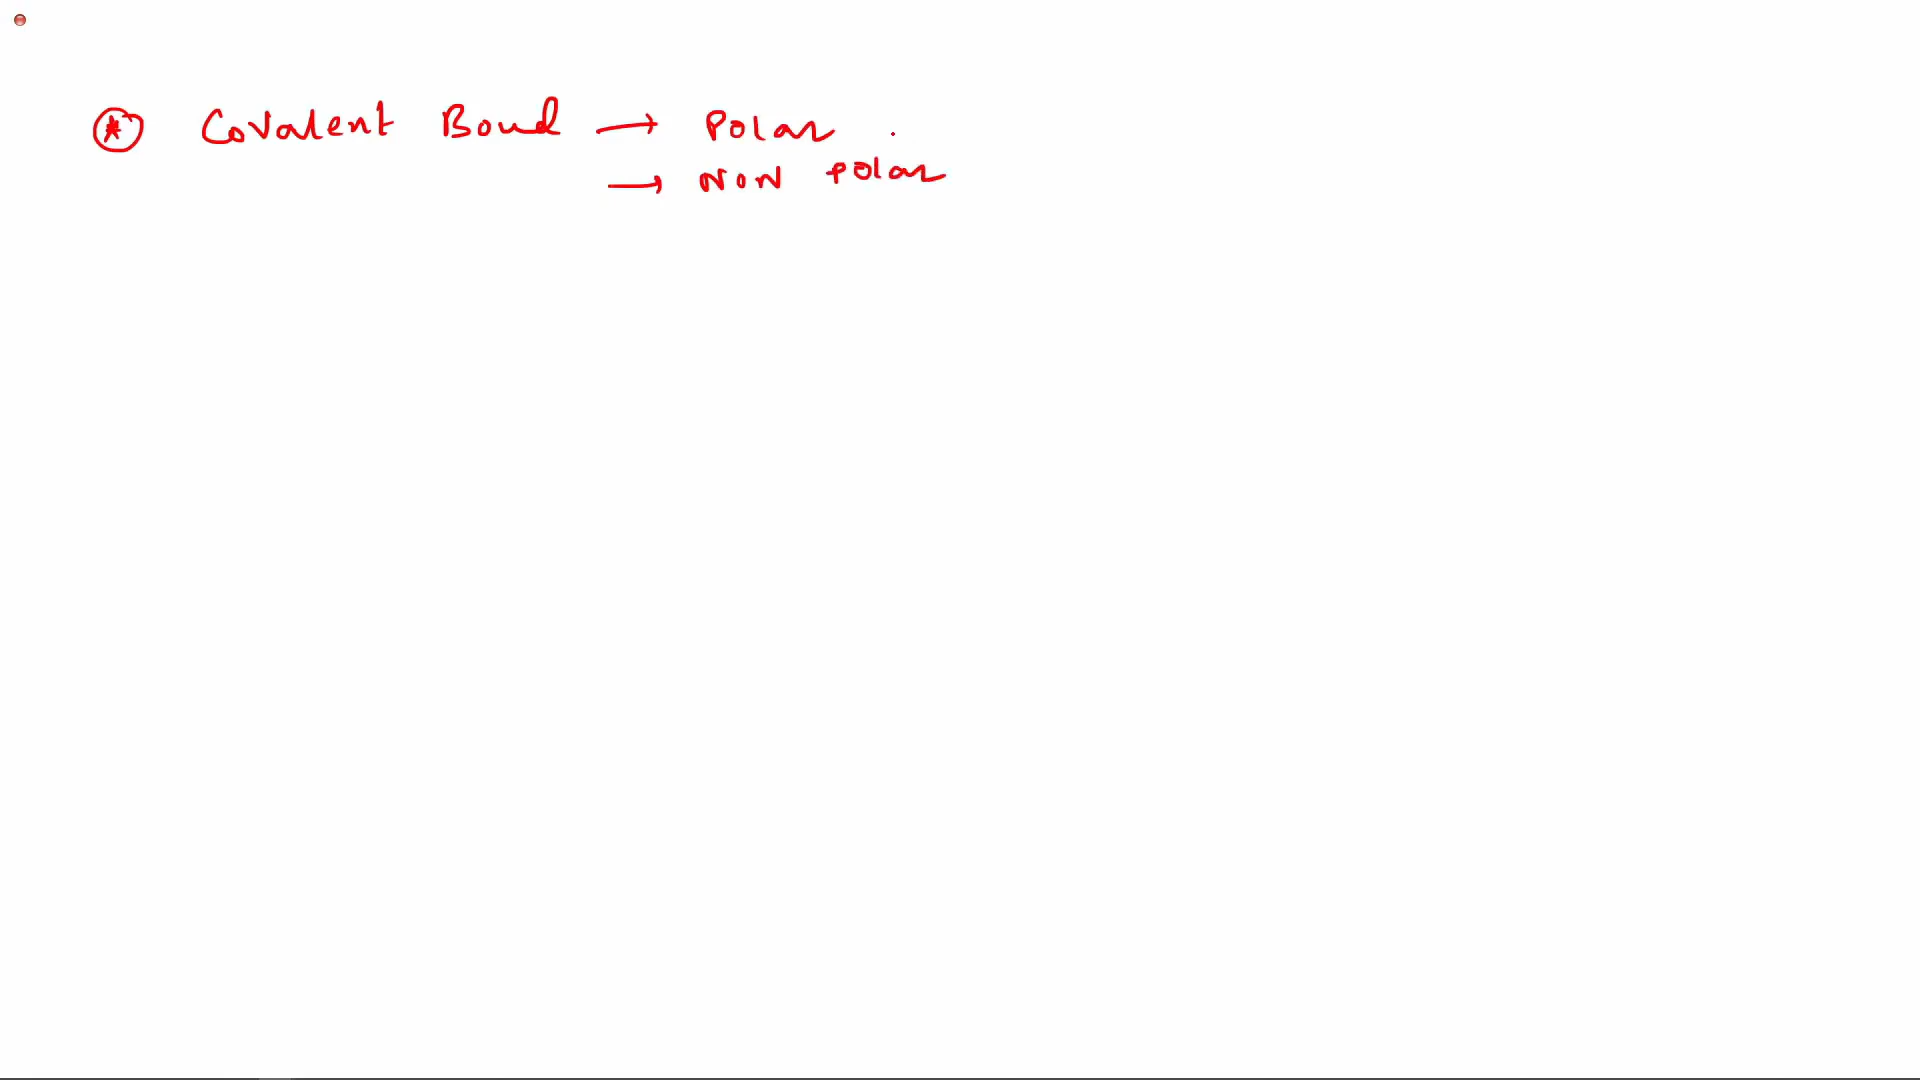 * Covalent Bond → Polar
→ Non polar